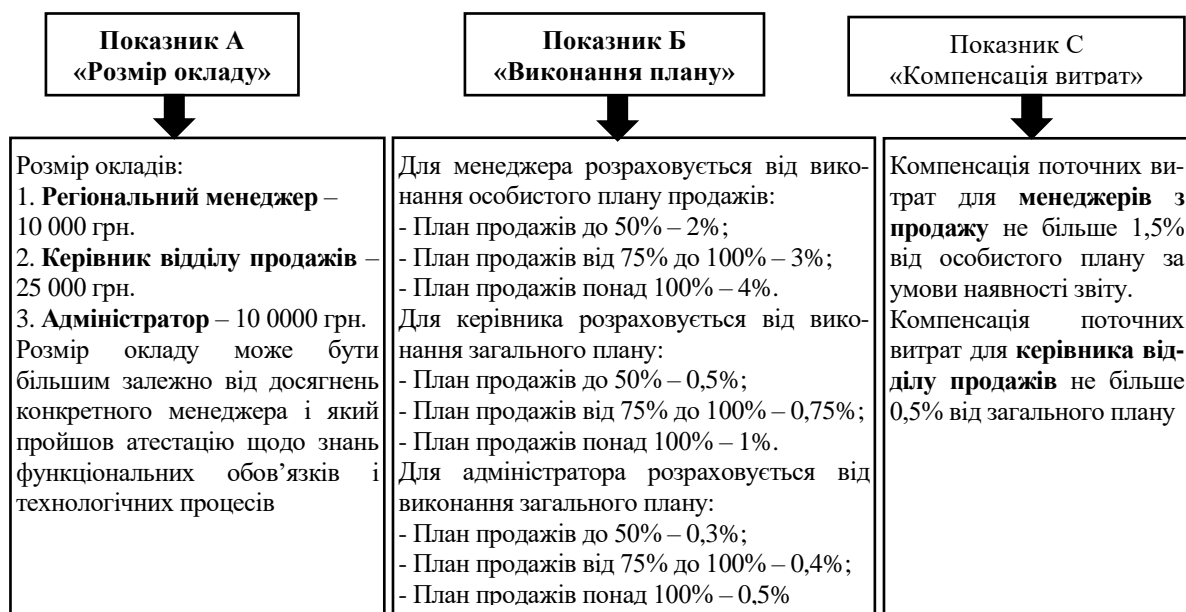 Показник А
«Розмір окладу»
Розмір окладів:
1. Регіональний менеджер –
10 000 грн.
2. Керівник відділу продажів –
25 000 грн.
3. Адміністратор – 10 0000 грн.
Розмір окладу може бути
більшим залежно від досягнень
конкретного менеджера і який
пройшов атестацію щодо знань
функціональних обов’язків і
технологічних процесів
Показник Б
«Виконання плану»
Для менеджера розраховується від вико-
нання особистого плану продажів:
- План продажів до 50% – 2%;
- План продажів від 75% до 100% – 3%;
- План продажів понад 100% – 4%.
Для керівника розраховується від вико-
нання загального плану:
- План продажів до 50% – 0,5%;
- План продажів від 75% до 100% – 0,75%;
- План продажів понад 100% – 1%.
Для адміністратора розраховується від
виконання загального плану:
- План продажів до 50% – 0,3%;
- План продажів від 75% до 100% – 0,4%;
- План продажів понад 100% – 0,5%
Показник С
«Компенсація витрат»
Компенсація поточних ви-
трат для менеджерів з
продажу не більше 1,5%
від особистого плану за
умови наявності звіту.
Компенсація поточних
витрат для керівника від-
ділу продажів не більше
0,5% від загального плану